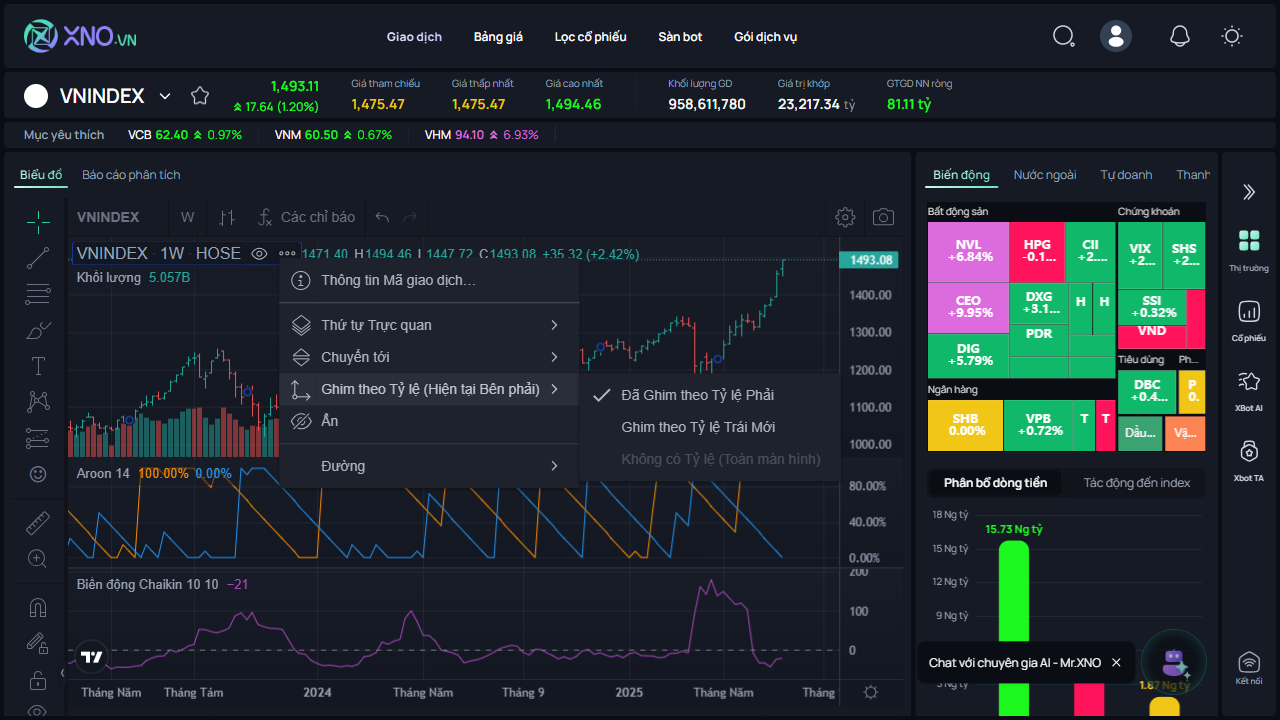 XNO.VN
Giao dịch
Bảng giá
Lọc cổ phiếu
Sàn bot
Gói dịch vụ
VNINDEX
1,493.11
17.64 (1.20%)
Giá tham chiếu
1,475.47
Giá thấp nhất
1,475.47
Giá cao nhất
1,494.46
Khối lượng GD
958,611,780
Giá trị khớp
23,217.34 tỷ
GTGD NN ròng
81.11 tỷ
Mục yêu thích
VCB 62.40 0.97%
VNM 60.50 0.67%
VHM 94.10 6.93%
Biểu đồ
Báo cáo phân tích
VNINDEX
W
Các chỉ báo
VNINDEX · 1W · HOSE
1471.40 H1494.46 L1447.72 C1493.08 +35.32 (+2.42%)
Khối lượng 5.057B
Thông tin Mã giao dịch...
Thứ tự Trực quan
Chuyển tới
Ghim theo Tỷ lệ (Hiện tại Bên phải)
Ẩn
Đường
Đã Ghim theo Tỷ lệ Phải
Ghim theo Tỷ lệ Trái Mới
Không có Tỷ lệ (Toàn màn hình)
1493.08
1400.00
1300.00
1200.00
1100.00
1000.00
Aroon 14 100.00% 0.00%
80.00%
40.00%
0.00%
Biến động Chaikin 10 10 −21
200
100
0
Tháng Năm
Tháng Tám
2024
Tháng Năm
Tháng 9
2025
Tháng Năm
Tháng
Biến động
Nước ngoài
Tự doanh
Thanh
Bất động sản
Chứng khoán
NVL
+6.84%
HPG
-0.1...
CII
+2....
VIX
+2...
SHS
+2...
CEO
+9.95%
DXG
+3.1...
H
H
SSI
+0.32%
VND
PDR
DIG
+5.79%
Tiêu dùng
Ph...
DBC
+0.4...
P
0.
Ngân hàng
SHB
0.00%
VPB
+0.72%
T
T
Dầu...
Vậ...
Phân bổ dòng tiền
Tác động đến index
18 Ng tỷ
15.73 Ng tỷ
15 Ng tỷ
12 Ng tỷ
9 Ng tỷ
3 Ng tỷ
1.87 Ng tỷ
Chat với chuyên gia AI - Mr.XNO
Thị trường
Cổ phiếu
XBot AI
Xbot TA
Kết nối